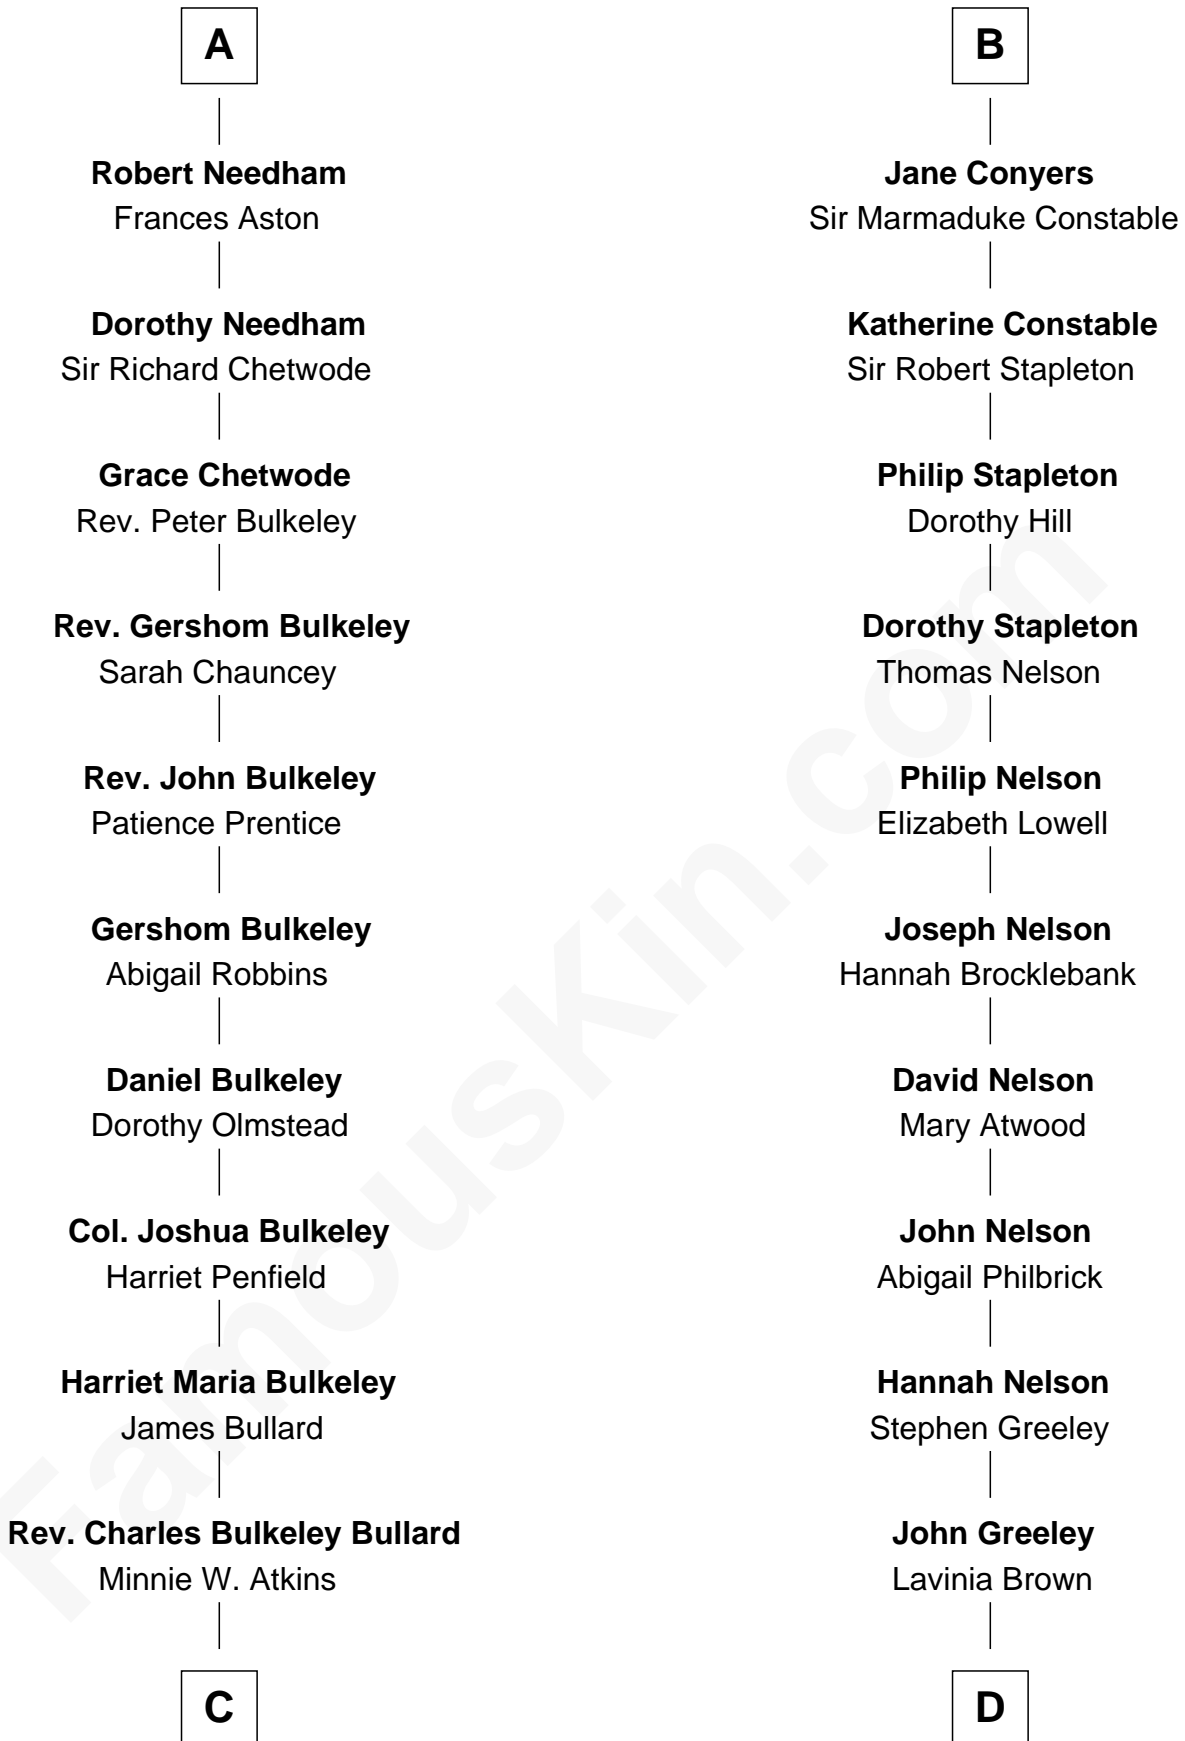 A
Robert Needham
Frances Aston
Dorothy Needham
Sir Richard Chetwode
Grace Chetwode
Rev. Peter Bulkeley
Rev. Gershom Bulkeley
Sarah Chauncey
Rev. John Bulkeley
Patience Prentice
Gershom Bulkeley
Abigail Robbins
Daniel Bulkeley
Dorothy Olmstead
Col. Joshua Bulkeley
Harriet Penfield
Harriet Maria Bulkeley
James Bullard
Rev. Charles Bulkeley Bullard
Minnie W. Atkins
C
B
Jane Conyers
Sir Marmaduke Constable
Katherine Constable
Sir Robert Stapleton
Philip Stapleton
Dorothy Hill
Dorothy Stapleton
Thomas Nelson
Philip Nelson
Elizabeth Lowell
Joseph Nelson
Hannah Brocklebank
David Nelson
Mary Atwood
John Nelson
Abigail Philbrick
Hannah Nelson
Stephen Greeley
John Greeley
Lavinia Brown
D
FamousKin.com